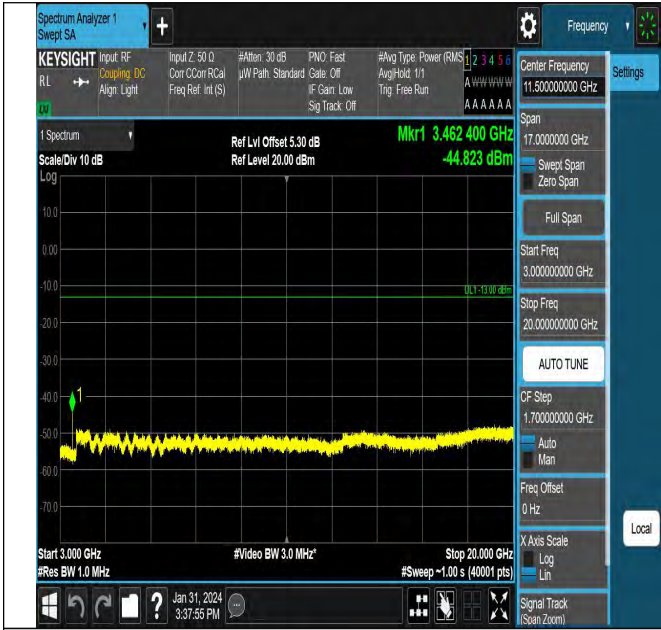 Spectrum Analyzer 1
Swept SA
+
Frequency
KEYSIGHT
RL
Input: RF
Coupling: DC
Align: Light
Input Z: 50 Ω
Corr CCorr RCal
Freq Ref: Int (S)
#Atten: 30 dB
µW Path: Standard
PNO: Fast
Gate: Off
IF Gain: Low
Sig Track: Off
#Avg Type: Power (RMS
Avg|Hold: 1/1
Trig: Free Run
1 2 3 4 5 6
A W W W W W
A A A A A A
1 Spectrum
Scale/Div 10 dB
Ref Lvl Offset 5.30 dB
Ref Level 20.00 dBm
Mkr1 3.462 400 GHz
-44.823 dBm
Log
10.0
0.00
-10.0
DL1 -13.00 dBm
-20.0
-30.0
-40.0
1
-50.0
-60.0
-70.0
Start 3.000 GHz
#Res BW 1.0 MHz
#Video BW 3.0 MHz*
Stop 20.000 GHz
#Sweep ~1.00 s (40001 pts)
Jan 31, 2024
3:37:55 PM
Center Frequency
11.500000000 GHz
Settings
Span
17.0000000 GHz
Swept Span
Zero Span
Full Span
Start Freq
3.000000000 GHz
Stop Freq
20.000000000 GHz
AUTO TUNE
CF Step
1.700000000 GHz
Auto
Man
Freq Offset
0 Hz
X Axis Scale
Log
Lin
Local
Signal Track
(Span Zoom)